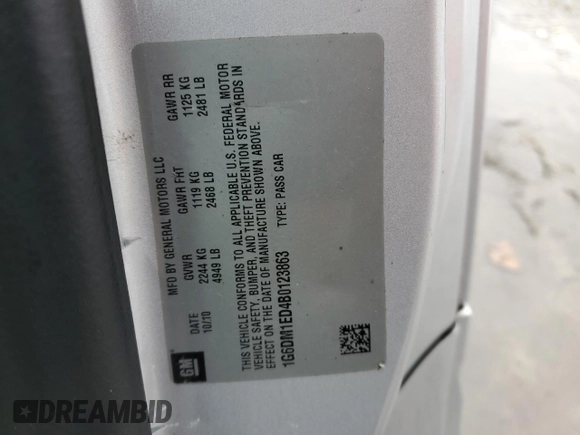 GM
MFD BY GENERAL MOTORS LLC
DATE GVWR GAWR FRT GAWR RR
10/10 2244 KG 1119 KG 1125 KG
4949 LB 2468 LB 2481 LB
THIS VEHICLE CONFORMS TO ALL APPLICABLE U.S. FEDERAL MOTOR
VEHICLE SAFETY, BUMPER, AND THEFT PREVENTION STANDARDS IN
EFFECT ON THE DATE OF MANUFACTURE SHOWN ABOVE.
1G6DM1ED4B0123863 TYPE: PASS CAR
DREAMBID